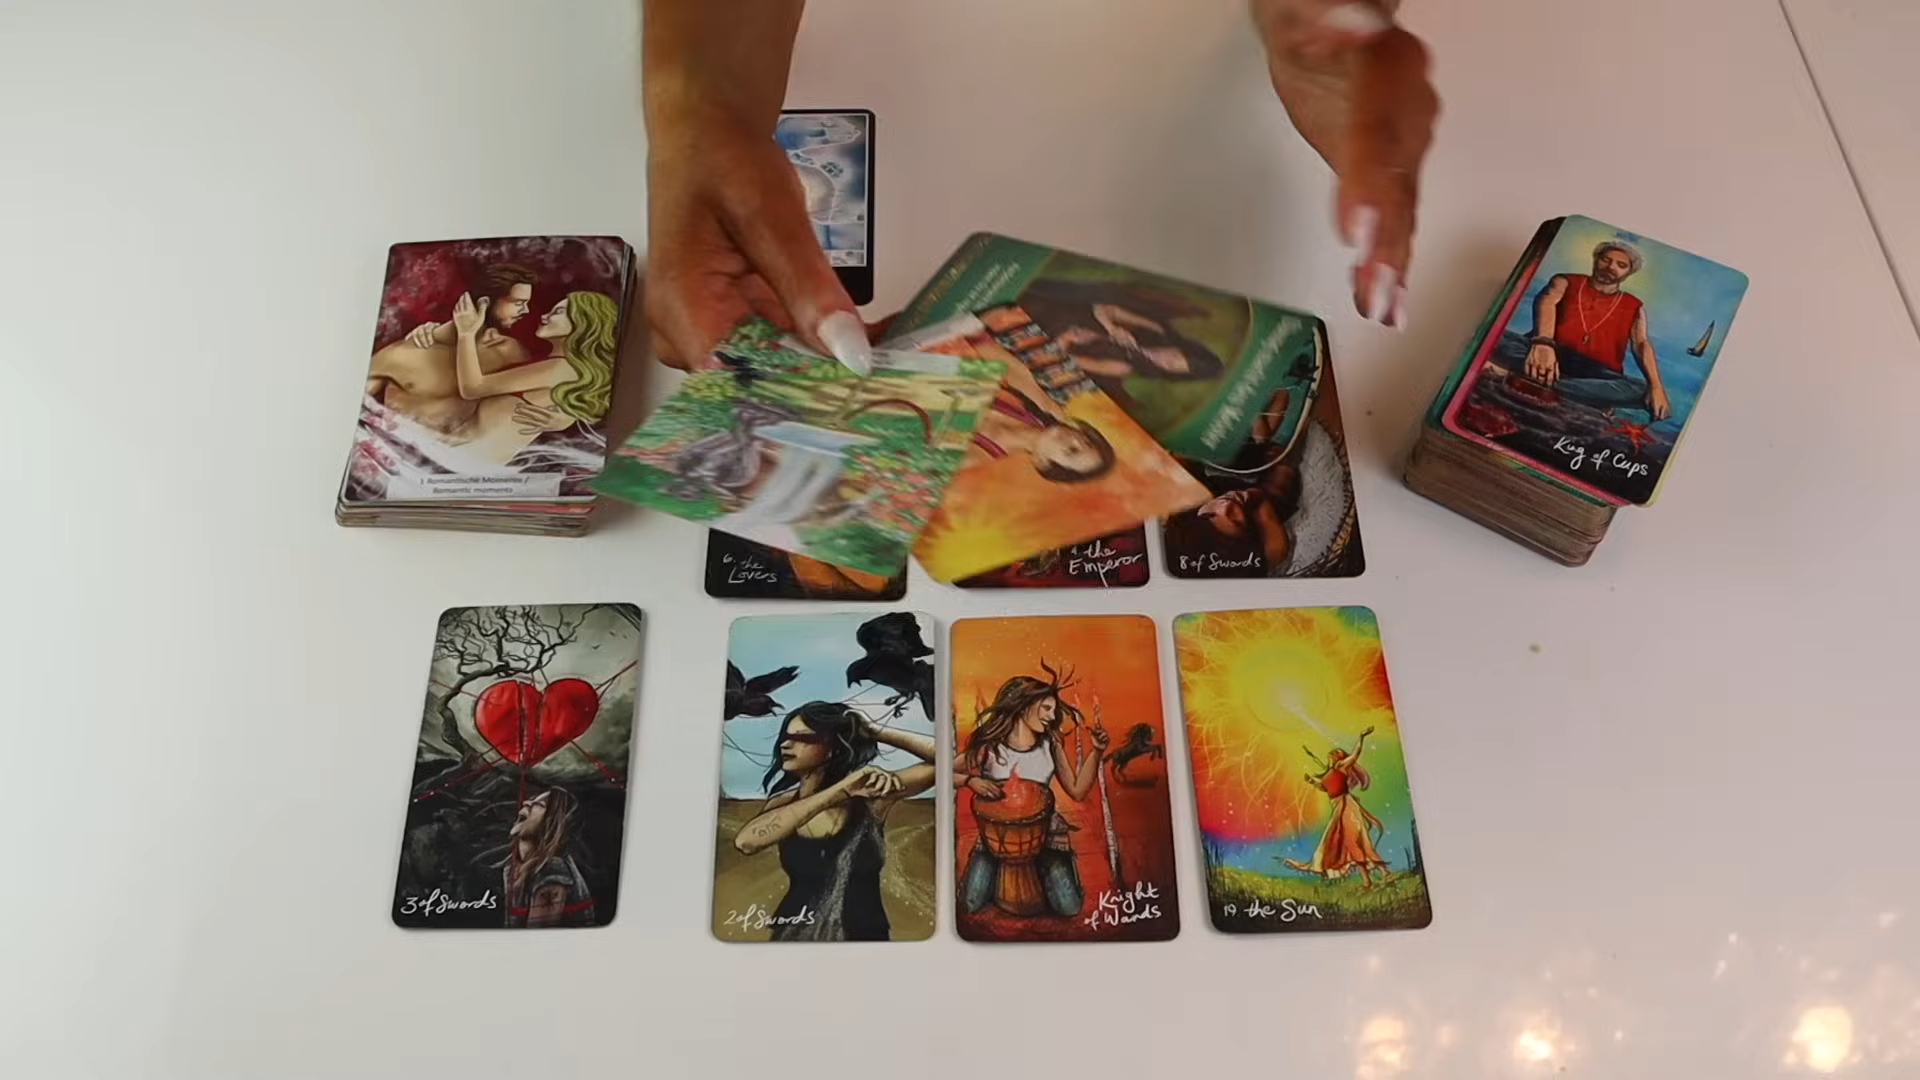 1 Romantische Momente /
Romantic moments
King of Cups
6. the
Lovers
4. the
Emperor
8 of Swords
3 of Swords
2 of Swords
Knight
of Wands
19 the Sun